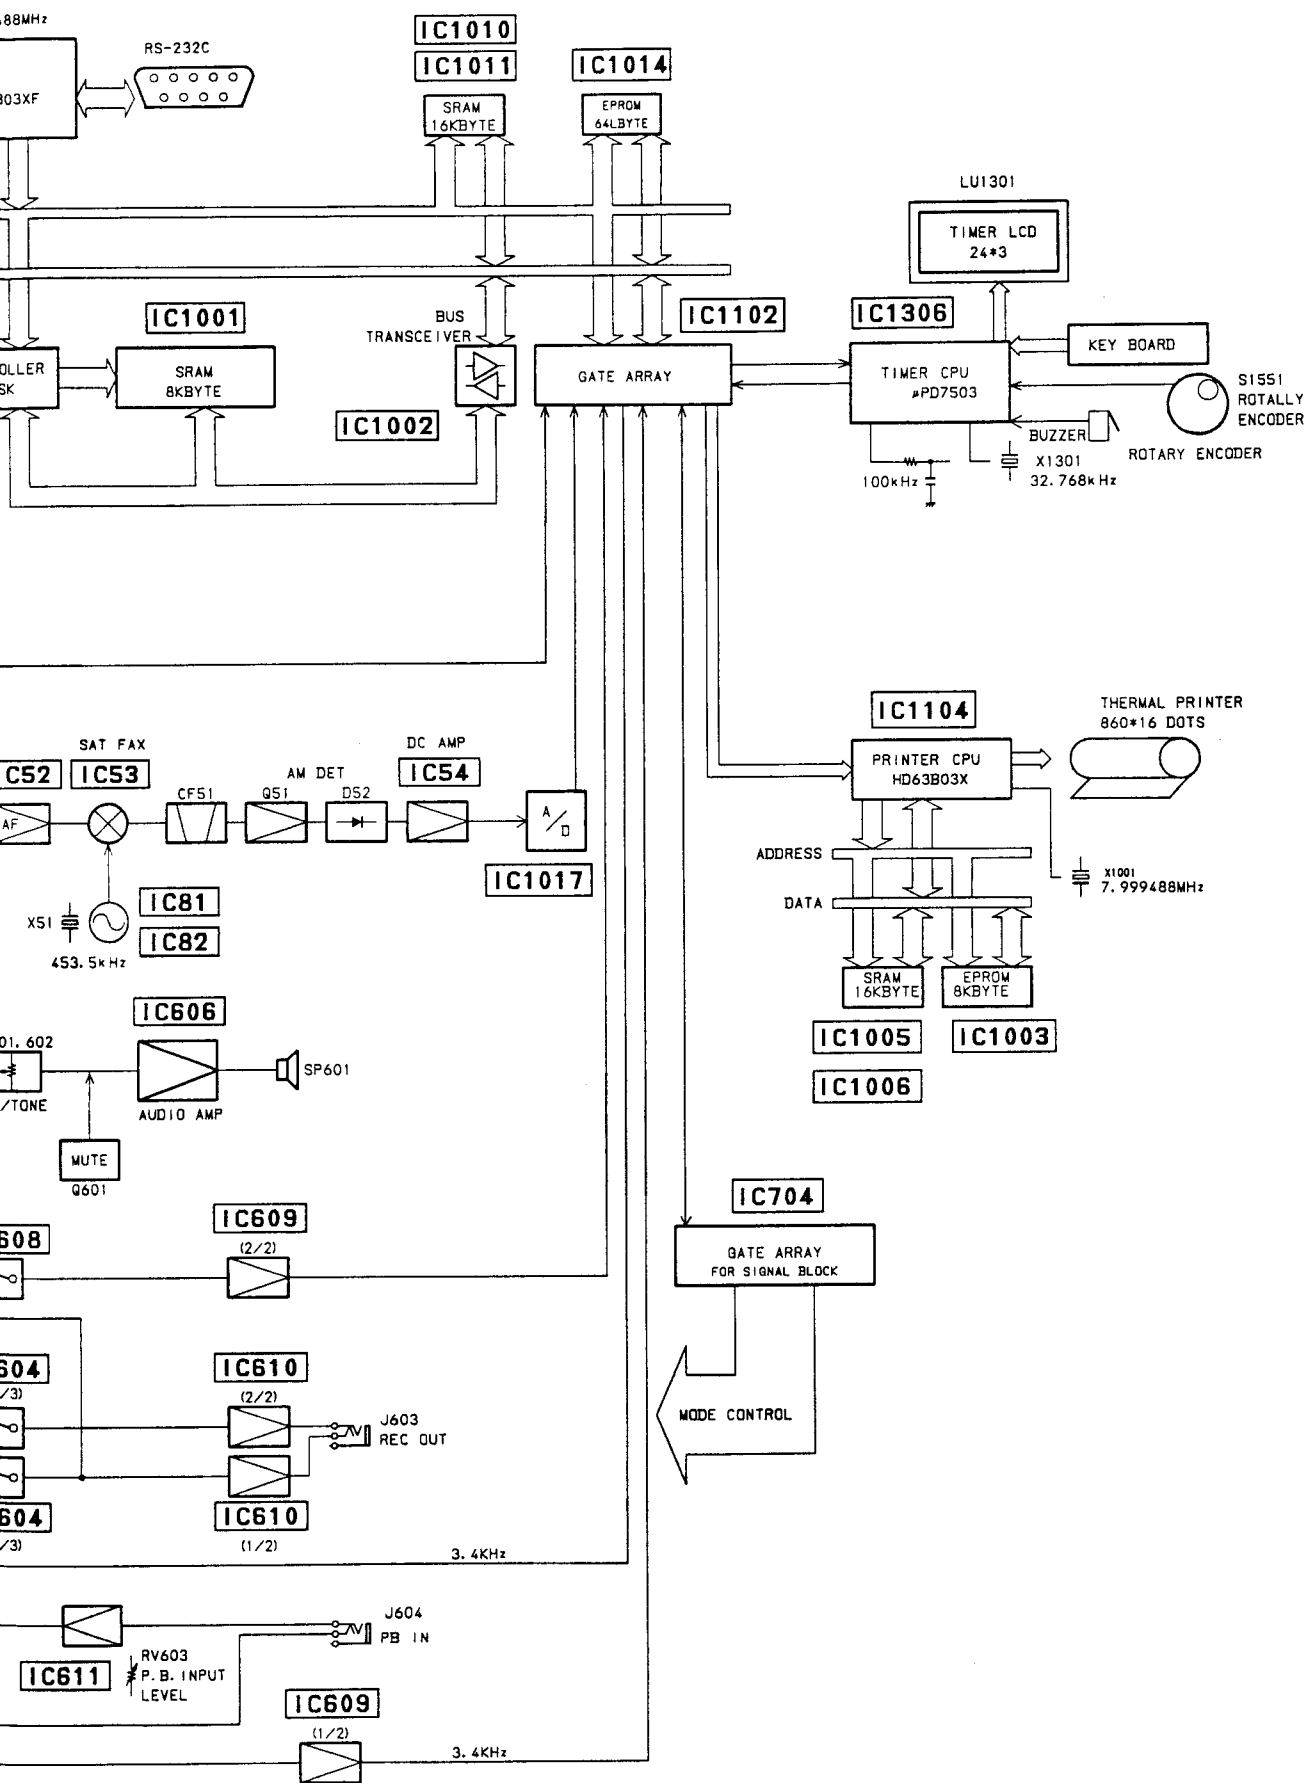 488MHz
RS-232C
803XF
IC1010
IC1011
SRAM
16KBYTE
IC1014
EPROM
64LBYTE
LU1301
TIMER LCD
24*3
IC1001
BUS
TRANSCEIVER
IC1102
IC1306
OLLER
SK
SRAM
8KBYTE
IC1002
GATE ARRAY
TIMER CPU
μPD7503
KEY BOARD
S1551
ROTALLY
ENCODER
BUZZER
ROTARY ENCODER
X1301
32.768kHz
100kHz
IC1104
THERMAL PRINTER
860*16 DOTS
PRINTER CPU
HD63B03X
SAT FAX
C52
IC53
AM DET
DC AMP
IC54
AF
CF51
Q51
D52
A/D
IC1017
ADDRESS
DATA
X1001
7.999488MHz
X51
453.5kHz
IC81
IC82
SRAM
16KBYTE
EPROM
8KBYTE
IC1005
IC1003
IC1006
01.602
/TONE
IC606
AUDIO AMP
SP601
MUTE
Q601
IC704
GATE ARRAY
FOR SIGNAL BLOCK
608
IC609
(2/2)
MODE CONTROL
604
/3)
IC610
(2/2)
J603
REC OUT
604
/3)
IC610
(1/2)
3.4KHz
J604
PB IN
IC611
RV603
P.B.INPUT
LEVEL
IC609
(1/2)
3.4KHz